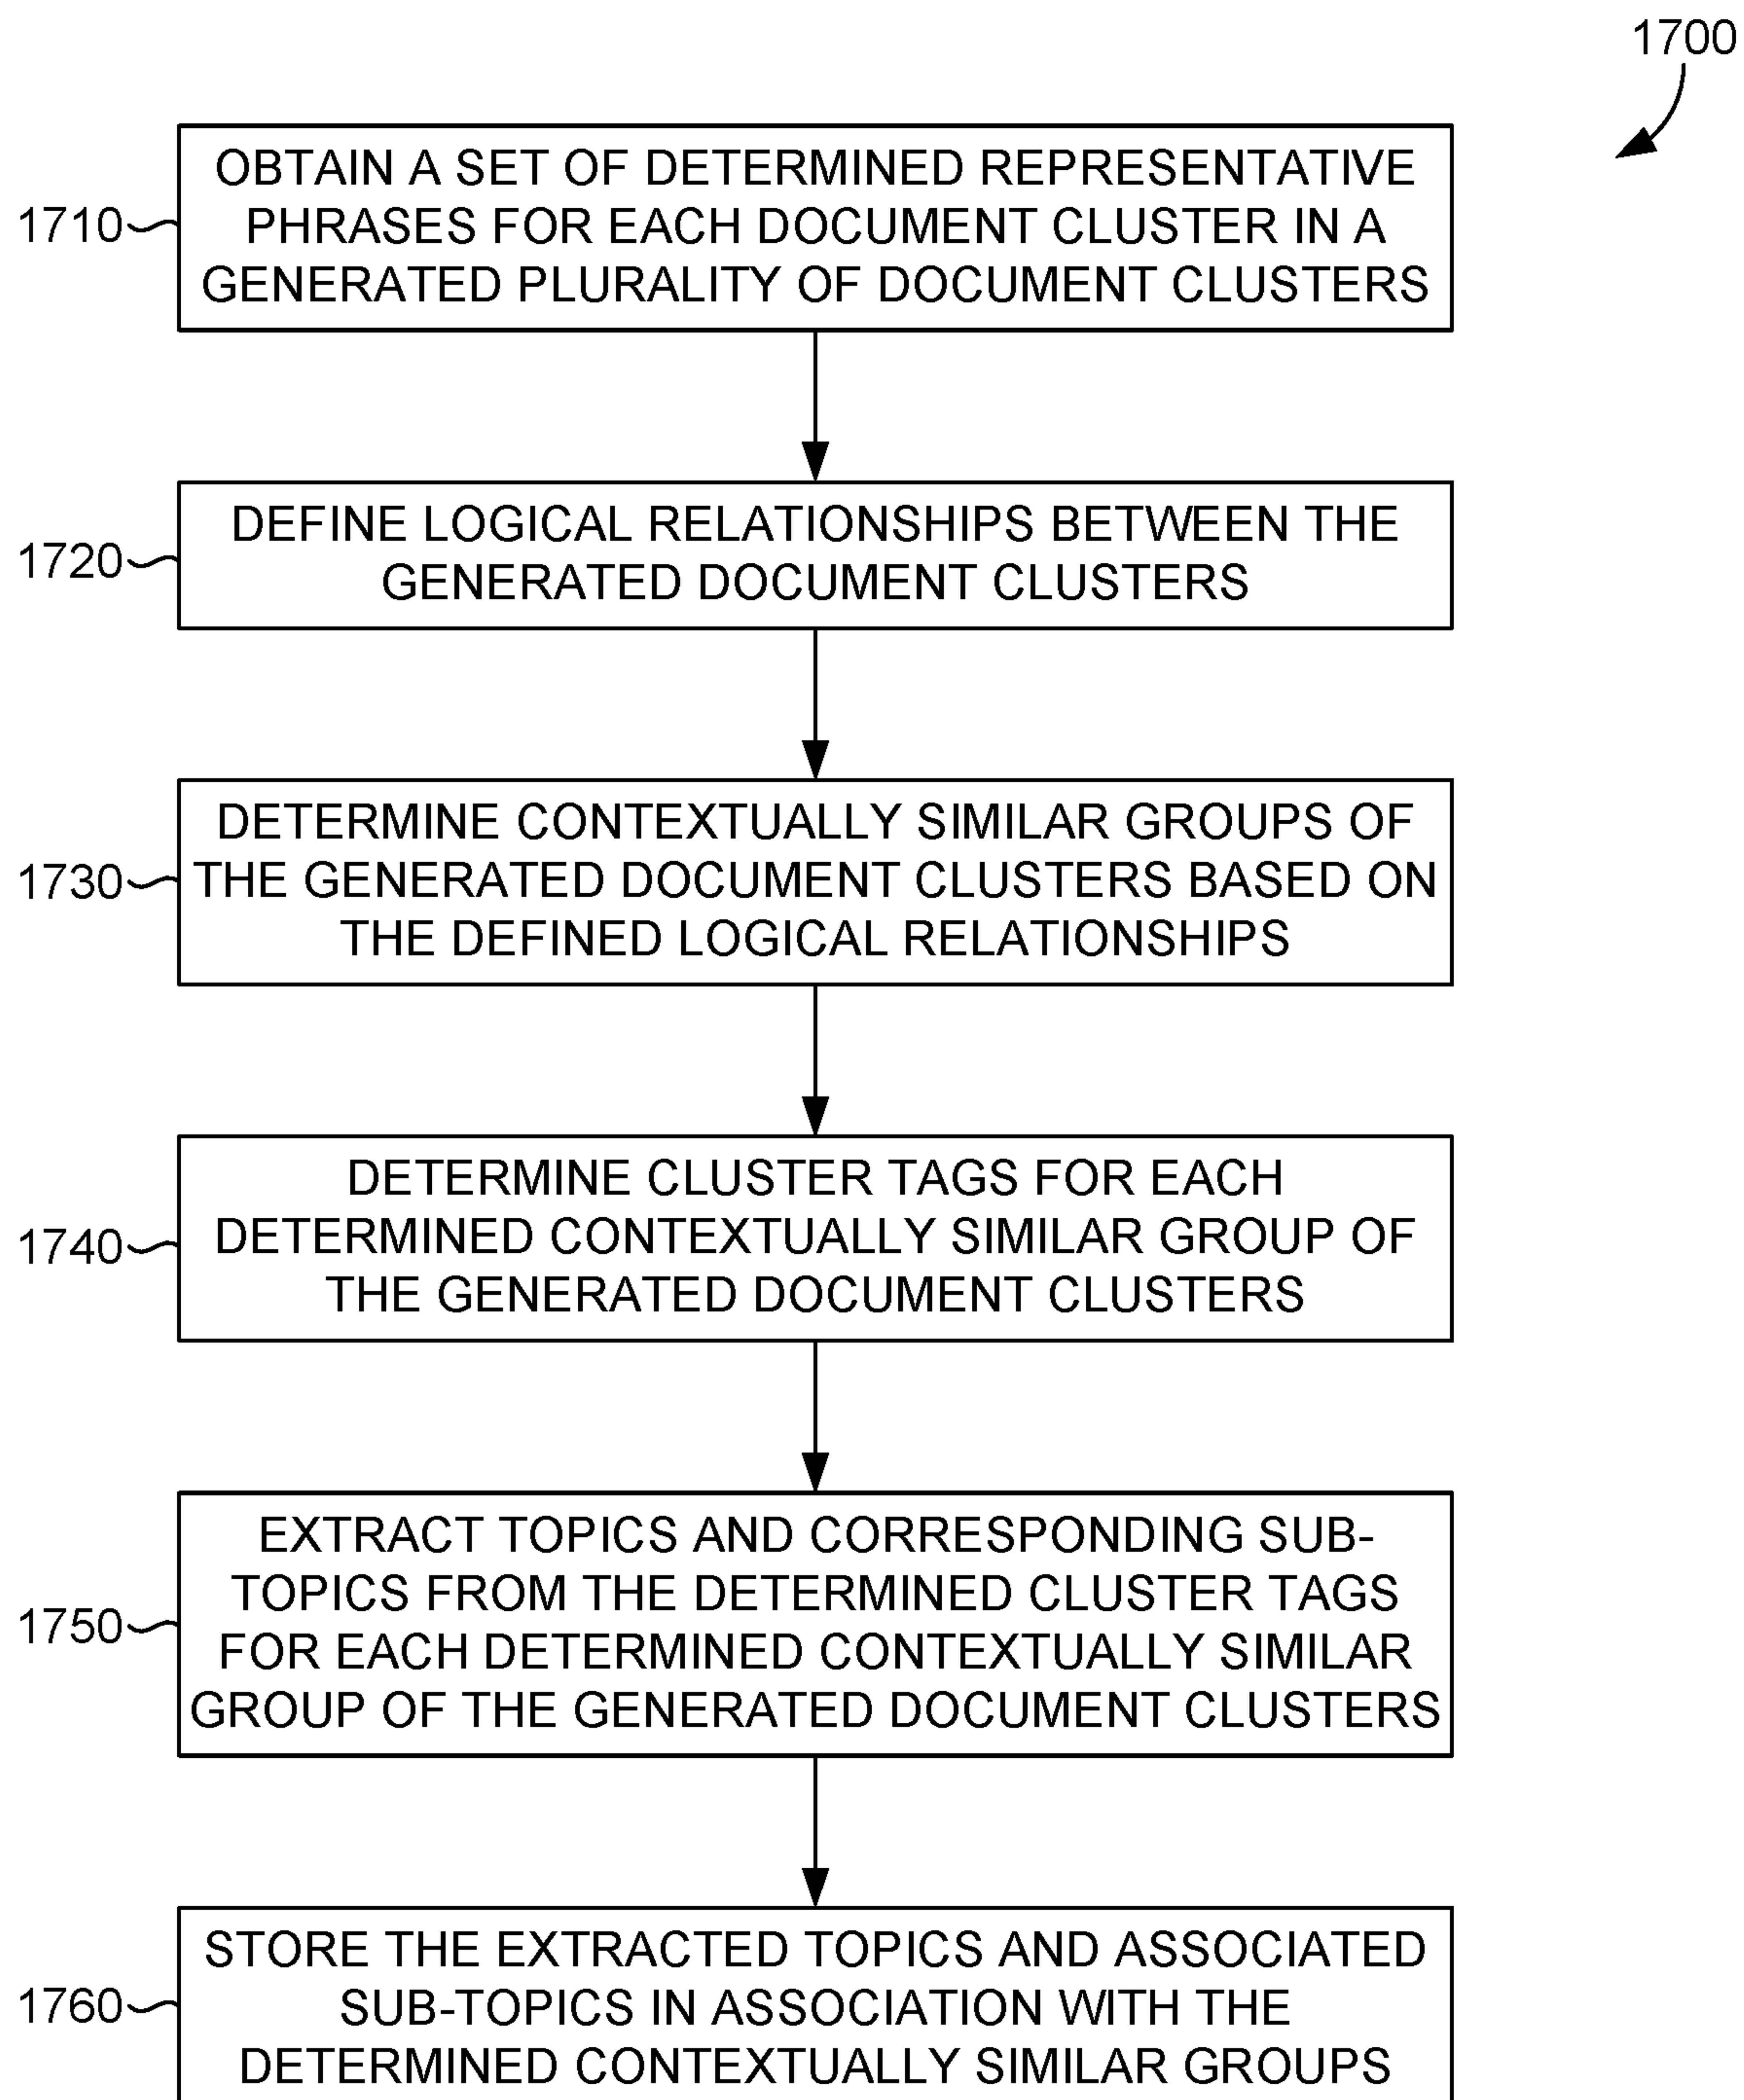 1700
OBTAIN A SET OF DETERMINED REPRESENTATIVE
PHRASES FOR EACH DOCUMENT CLUSTER IN A
GENERATED PLURALITY OF DOCUMENT CLUSTERS
1710
DEFINE LOGICAL RELATIONSHIPS BETWEEN THE
GENERATED DOCUMENT CLUSTERS
1720
DETERMINE CONTEXTUALLY SIMILAR GROUPS OF
THE GENERATED DOCUMENT CLUSTERS BASED ON
THE DEFINED LOGICAL RELATIONSHIPS
1730
DETERMINE CLUSTER TAGS FOR EACH
DETERMINED CONTEXTUALLY SIMILAR GROUP OF
THE GENERATED DOCUMENT CLUSTERS
1740
EXTRACT TOPICS AND CORRESPONDING SUB-
TOPICS FROM THE DETERMINED CLUSTER TAGS
FOR EACH DETERMINED CONTEXTUALLY SIMILAR
GROUP OF THE GENERATED DOCUMENT CLUSTERS
1750
STORE THE EXTRACTED TOPICS AND ASSOCIATED
SUB-TOPICS IN ASSOCIATION WITH THE
DETERMINED CONTEXTUALLY SIMILAR GROUPS
1760